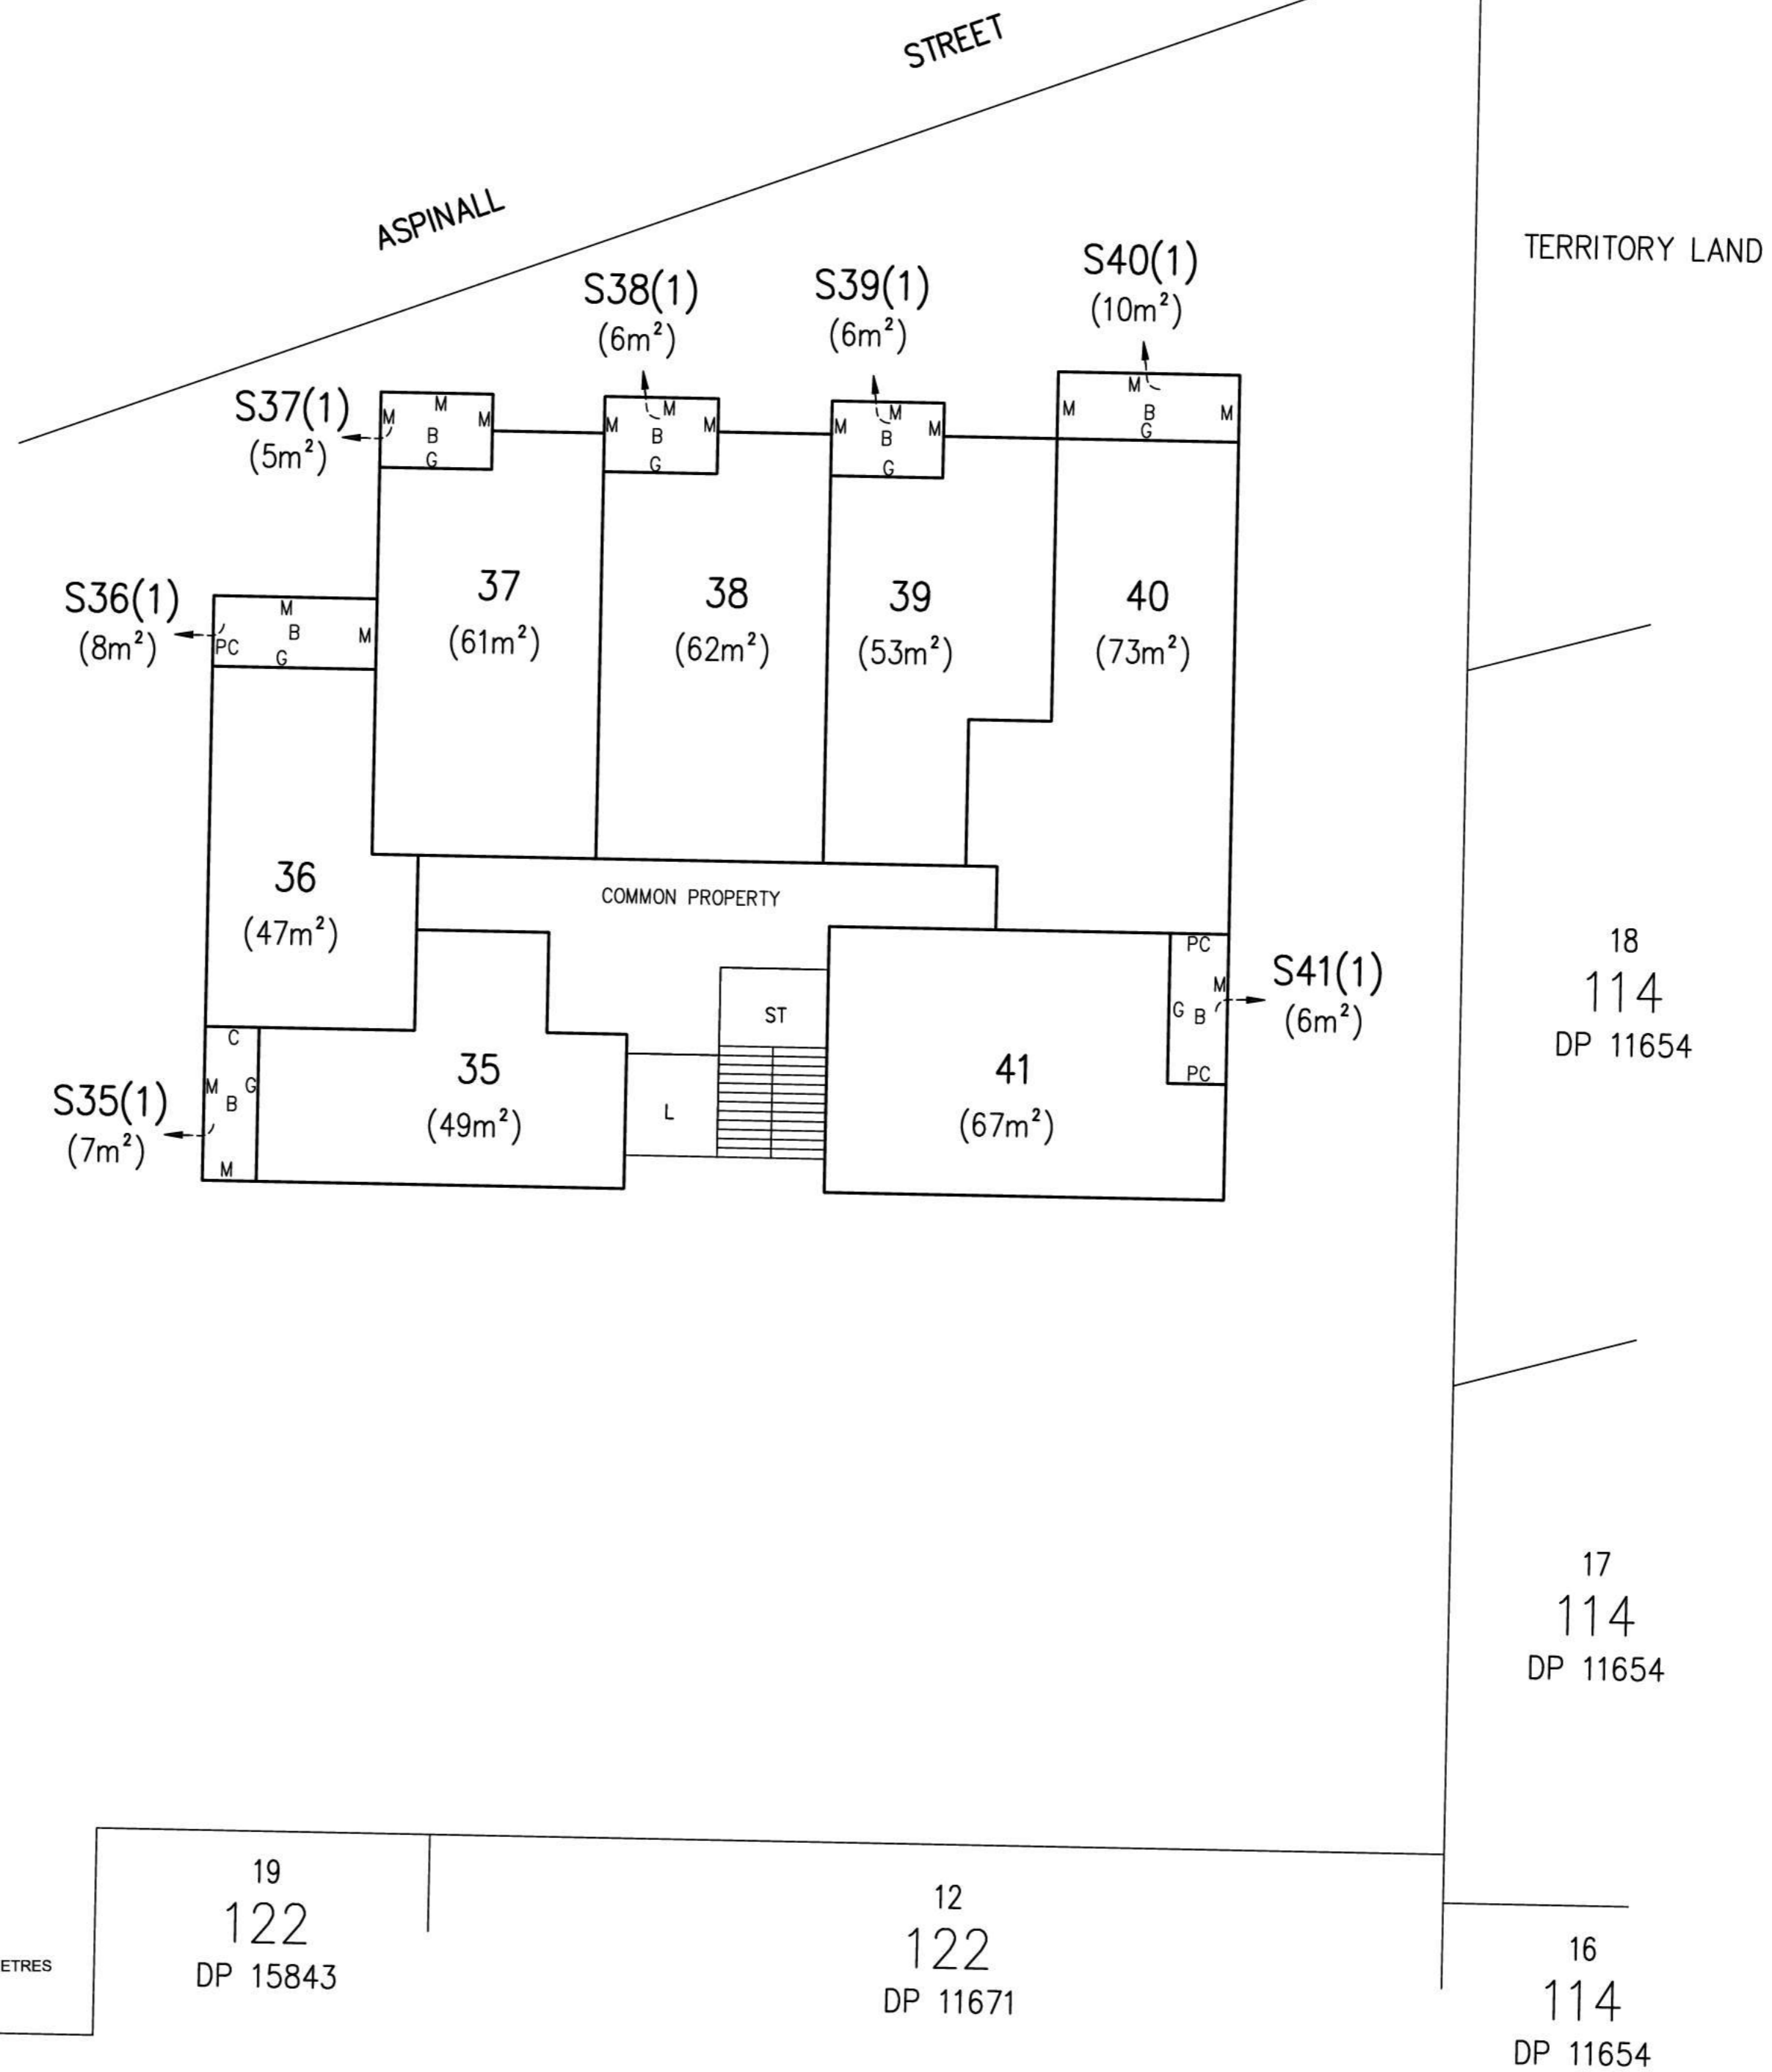 STREET
ASPINALL
TERRITORY LAND
S40(1)
(10m²)
S38(1)
(6m²)
S39(1)
(6m²)
S37(1)
(5m²)
M
M
M
B
G
M
M
M
B
G
M
M
M
B
G
M
M
M
B
G
S36(1)
(8m²)
M
B
M
PC
G
37
(61m²)
38
(62m²)
39
(53m²)
40
(73m²)
36
(47m²)
COMMON PROPERTY
18
114
DP 11654
PC
M
G
B
PC
S41(1)
(6m²)
ST
C
M
G
B
M
S35(1)
(7m²)
35
(49m²)
L
41
(67m²)
17
114
DP 11654
19
122
DP 15843
12
122
DP 11671
ETRES
16
114
DP 11654